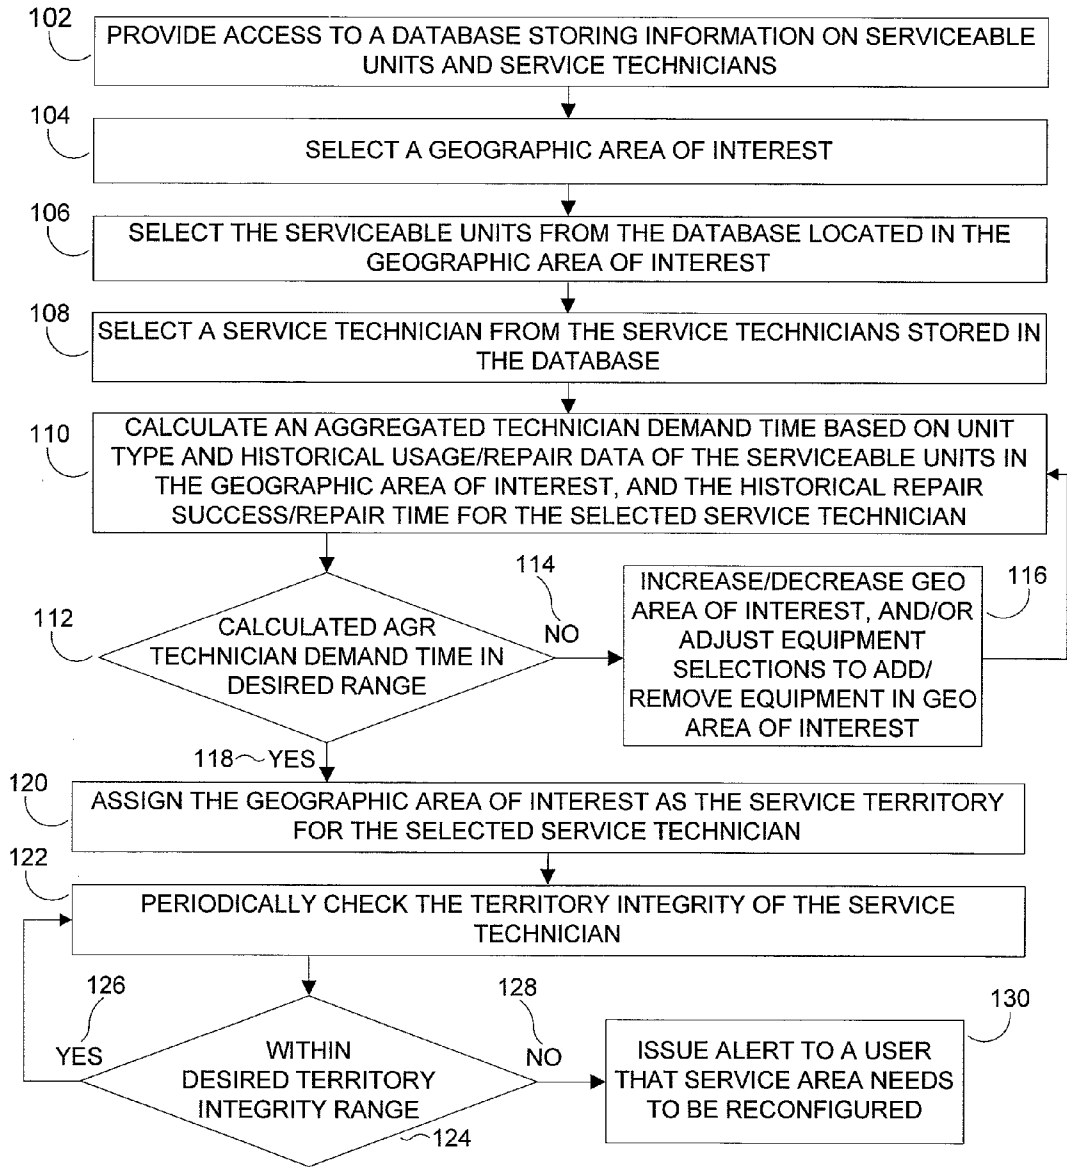 102
PROVIDE ACCESS TO A DATABASE STORING INFORMATION ON SERVICEABLE
UNITS AND SERVICE TECHNICIANS
104
SELECT A GEOGRAPHIC AREA OF INTEREST
106
SELECT THE SERVICEABLE UNITS FROM THE DATABASE LOCATED IN THE
GEOGRAPHIC AREA OF INTEREST
108
SELECT A SERVICE TECHNICIAN FROM THE SERVICE TECHNICIANS STORED IN
THE DATABASE
110
CALCULATE AN AGGREGATED TECHNICIAN DEMAND TIME BASED ON UNIT
TYPE AND HISTORICAL USAGE/REPAIR DATA OF THE SERVICEABLE UNITS IN
THE GEOGRAPHIC AREA OF INTEREST, AND THE HISTORICAL REPAIR
SUCCESS/REPAIR TIME FOR THE SELECTED SERVICE TECHNICIAN
112
CALCULATED AGR
TECHNICIAN DEMAND TIME IN
DESIRED RANGE
114
NO
116
INCREASE/DECREASE GEO
AREA OF INTEREST, AND/OR
ADJUST EQUIPMENT
SELECTIONS TO ADD/
REMOVE EQUIPMENT IN GEO
AREA OF INTEREST
118
YES
120
ASSIGN THE GEOGRAPHIC AREA OF INTEREST AS THE SERVICE TERRITORY
FOR THE SELECTED SERVICE TECHNICIAN
122
PERIODICALLY CHECK THE TERRITORY INTEGRITY OF THE SERVICE
TECHNICIAN
126
YES
WITHIN
DESIRED TERRITORY
INTEGRITY RANGE
124
128
NO
130
ISSUE ALERT TO A USER
THAT SERVICE AREA NEEDS
TO BE RECONFIGURED